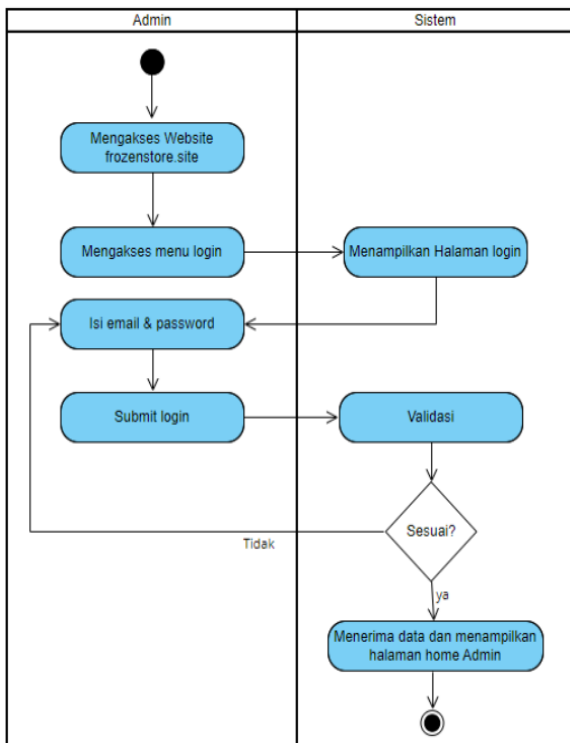 Admin
Sistem
Mengakses Website
frozenstore.site
Mengakses menu login
Menampilkan Halaman login
Isi email & password
Submit login
Validasi
Sesuai?
Tidak
ya
Menerima data dan menampilkan
halaman home Admin